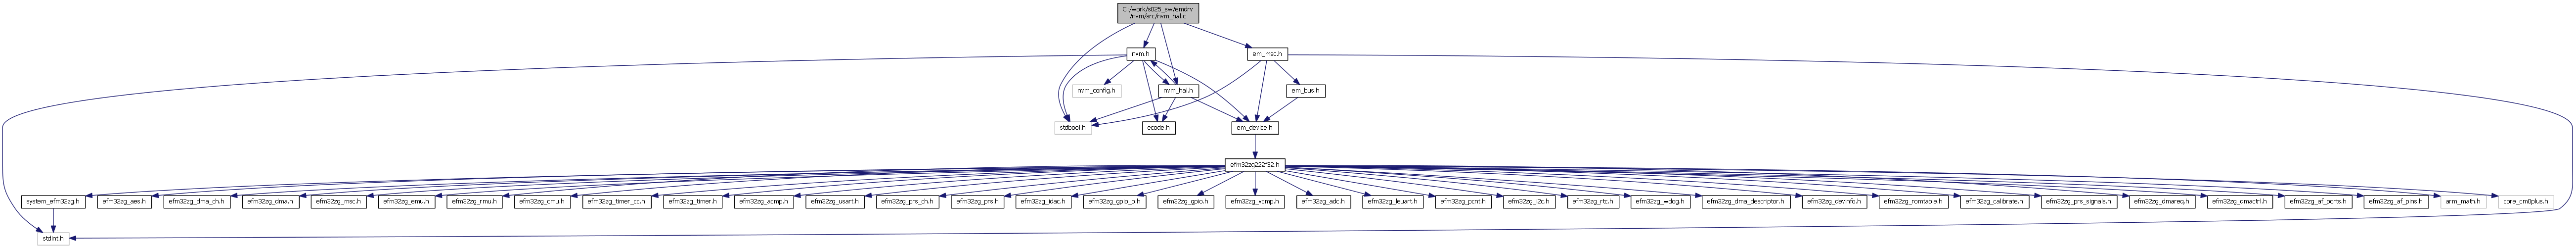 C:/work/s025_sw/emdrv
/nvm/src/nvm_hal.c
nvm.h
em_msc.h
nvm_config.h
nvm_hal.h
em_bus.h
stdbool.h
ecode.h
em_device.h
efm32zg222f32.h
system_efm32zg.h
efm32zg_aes.h
efm32zg_dma_ch.h
efm32zg_dma.h
efm32zg_msc.h
efm32zg_emu.h
efm32zg_rmu.h
efm32zg_cmu.h
efm32zg_timer_cc.h
efm32zg_timer.h
efm32zg_acmp.h
efm32zg_usart.h
efm32zg_prs_ch.h
efm32zg_prs.h
efm32zg_idac.h
efm32zg_gpio_p.h
efm32zg_gpio.h
efm32zg_vcmp.h
efm32zg_adc.h
efm32zg_leuart.h
efm32zg_pcnt.h
efm32zg_i2c.h
efm32zg_rtc.h
efm32zg_wdog.h
efm32zg_dma_descriptor.h
efm32zg_devinfo.h
efm32zg_romtable.h
efm32zg_calibrate.h
efm32zg_prs_signals.h
efm32zg_dmareq.h
efm32zg_dmactrl.h
efm32zg_af_ports.h
efm32zg_af_pins.h
arm_math.h
core_cm0plus.h
stdint.h